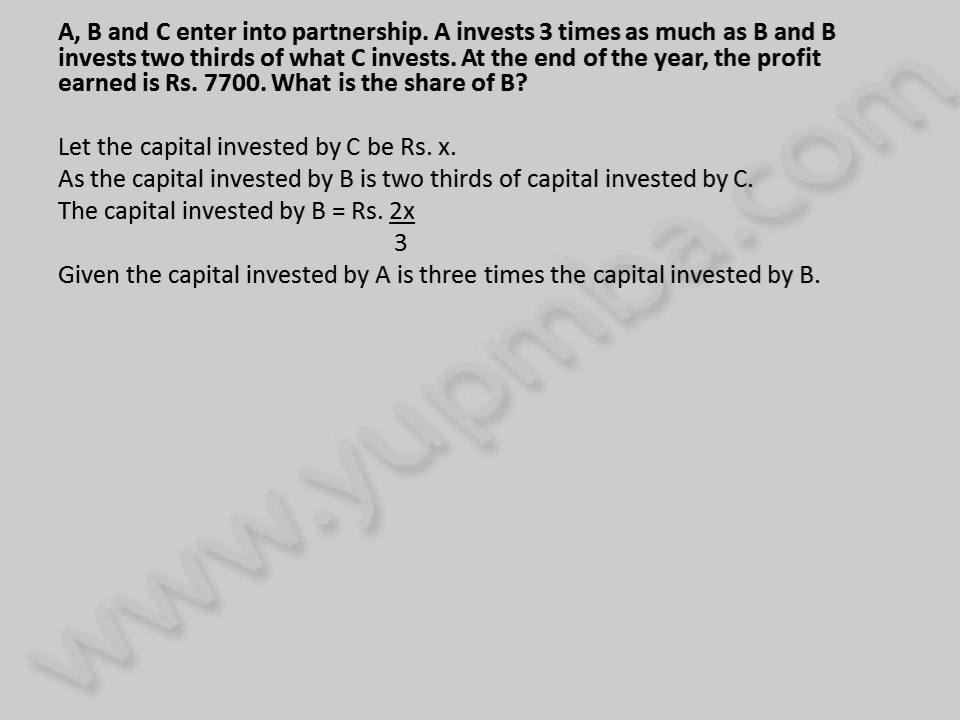 A, B and C enter into partnership. A invests 3 times as much as B and B
invests two thirds of what C invests. At the end of the year, the profit
earned is Rs. 7700. What is the share of B?
Let the capital invested by C be Rs. x.
As the capital invested by B is two thirds of capital invested by C.
The capital invested by B = Rs. 2x
3
Given the capital invested by A is three times the capital invested by B.
www.yupmba.com